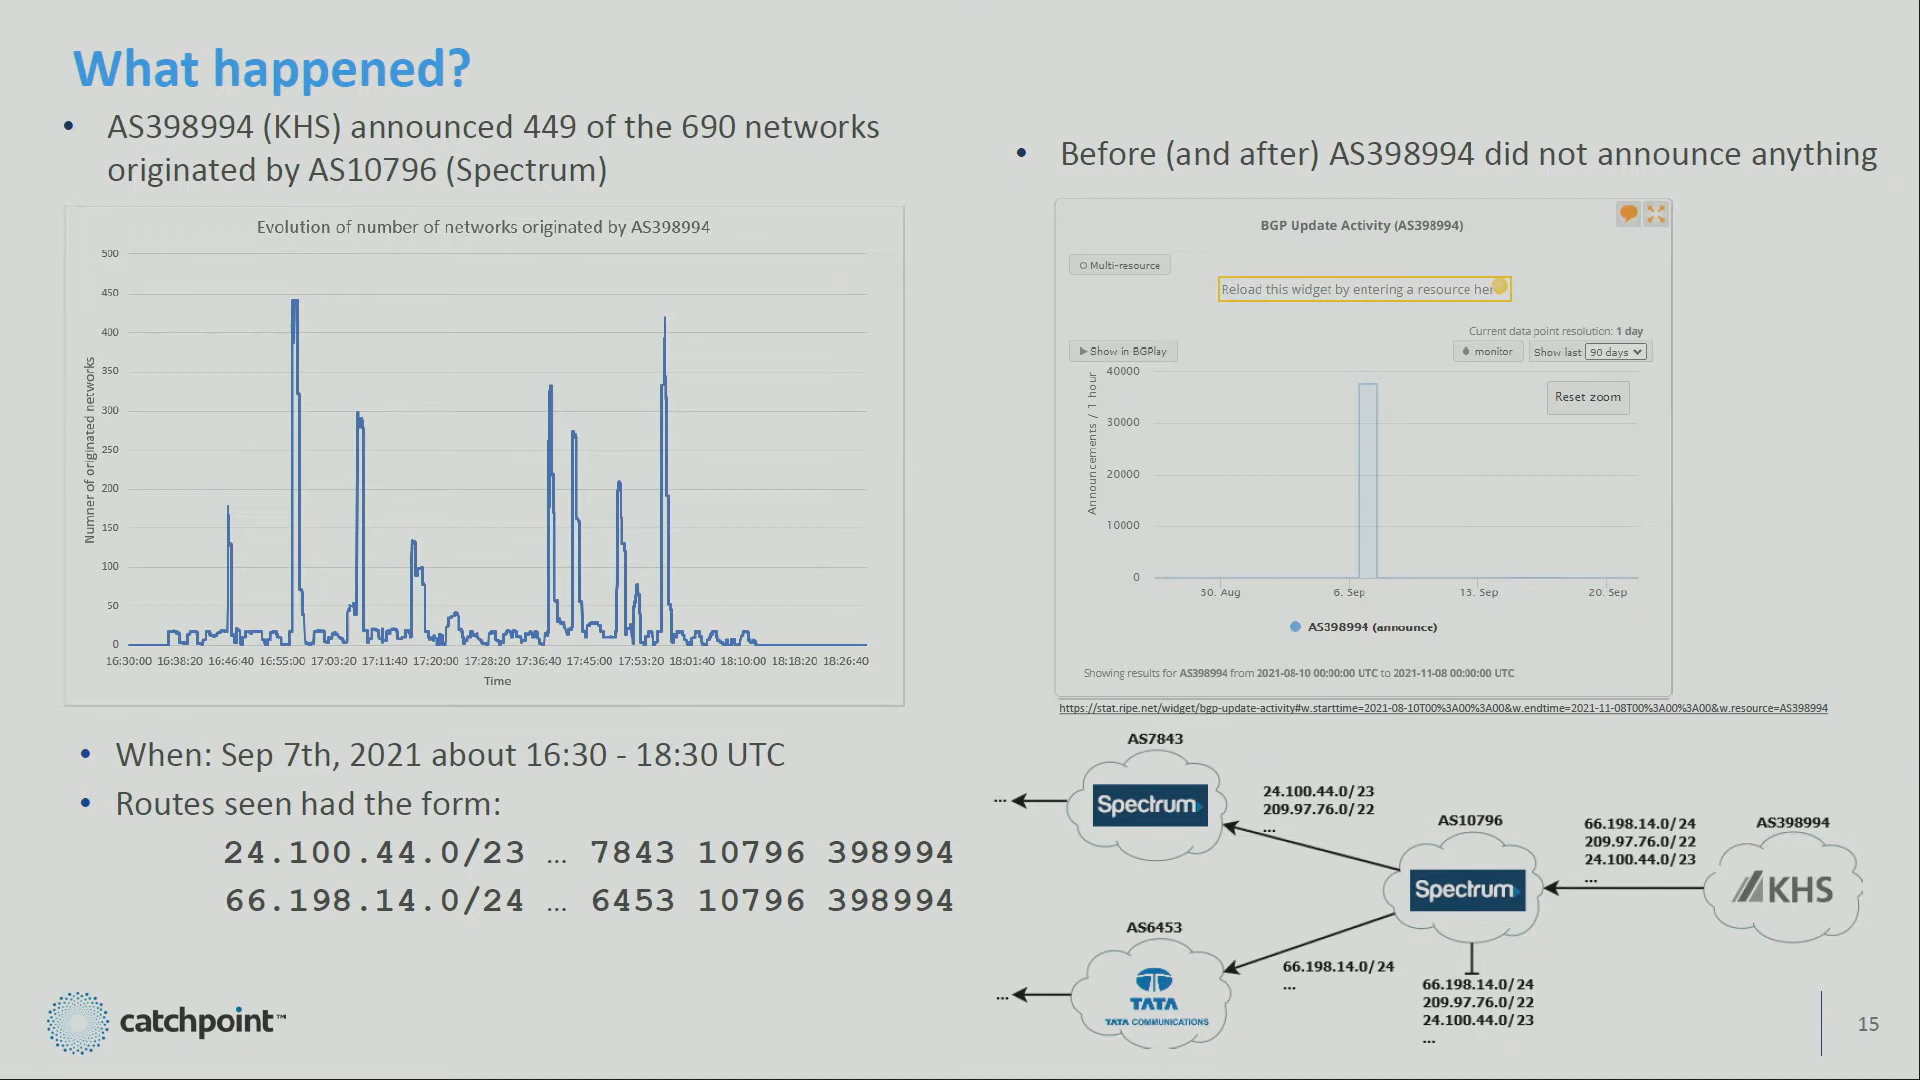 What happened?
• AS398994 (KHS) announced 449 of the 690 networks
originated by AS10796 (Spectrum)
Evolution of number of networks originated by AS398994
500
450
400
350
300
250
200
150
100
50
0
Numner of originated networks
16:30:00 16:38:20 16:46:40 16:55:00 17:03:20 17:11:40 17:20:00 17:28:20 17:36:40 17:45:00 17:53:20 18:01:40 18:10:00 18:18:20 18:26:40
Time
• When: Sep 7th, 2021 about 16:30 - 18:30 UTC
• Routes seen had the form:
24.100.44.0/23 … 7843 10796 398994
66.198.14.0/24 … 6453 10796 398994
catchpoint™
• Before (and after) AS398994 did not announce anything
BGP Update Activity (AS398994)
Multi-resource
Reload this widget by entering a resource her
Current data point resolution: 1 day
Show in BGPlay
monitor
Show last 90 days
Reset zoom
40000
30000
20000
10000
0
Announcements / 1 hour
30. Aug 6. Sep 13. Sep 20. Sep
AS398994 (announce)
Showing results for AS398994 from 2021-08-10 00:00:00 UTC to 2021-11-08 00:00:00 UTC
https://stat.ripe.net/widget/bgp-update-activity#w.starttime=2021-08-10T00%3A00%3A00&w.endtime=2021-11-08T00%3A00%3A00&w.resource=AS398994
AS7843
Spectrum
...
24.100.44.0/23
209.97.76.0/22
...
AS10796
Spectrum
66.198.14.0/24
209.97.76.0/22
24.100.44.0/23
...
AS398994
KHS
AS6453
TATA
TATA COMMUNICATIONS
...
66.198.14.0/24
...
66.198.14.0/24
209.97.76.0/22
24.100.44.0/23
...
15